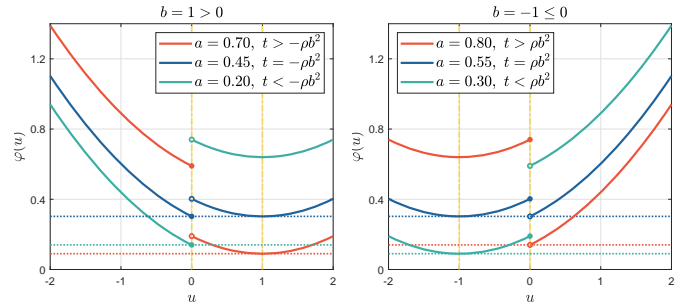 b = 1 > 0
φ(u)
1.2
0.8
0.4
0
a = 0.70, t > −ρb²
a = 0.45, t = −ρb²
a = 0.20, t < −ρb²
-2 -1 0 1 2
u
b = −1 ≤ 0
φ(u)
1.2
0.8
0.4
0
a = 0.80, t > ρb²
a = 0.55, t = ρb²
a = 0.30, t < ρb²
-2 -1 0 1 2
u